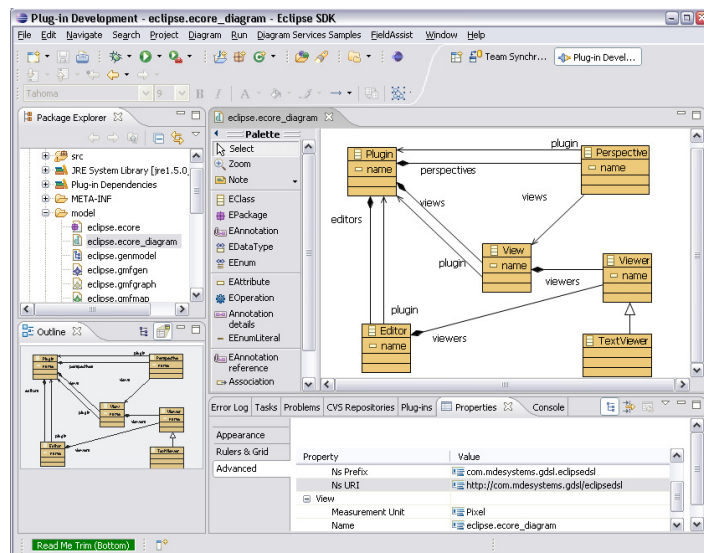 Plug-in Development - eclipse.ecore_diagram - Eclipse SDK
File Edit Navigate Search Project Diagram Run Diagram Services Samples FieldAssist Window Help
Team Synchr... Plug-in Devel...
Tahoma 9 B I A
Package Explorer
src
JRE System Library [jre1.5.0_
Plug-in Dependencies
META-INF
model
eclipse.ecore
eclipse.ecore_diagram
eclipse.genmodel
eclipse.gmfgen
eclipse.gmfgraph
eclipse.gmfmap
Outline
eclipse.ecore_diagram
Palette
Select
Zoom
Note
EClass
EPackage
EAnnotation
EDataType
EEnum
EAttribute
EOperation
Annotation
details
EEnumLiteral
EAnnotation
reference
Association
Plugin
name
plugin
perspectives
Perspective
name
views
views
editors
View
name
plugin
viewers
Viewer
name
plugin
Editor
name
viewers
TextViewer
Error Log Tasks Problems CVS Repositories Plug-ins Properties Console
Appearance
Rulers & Grid
Advanced
Property Value
Ns Prefix com.mdesystems.gdsl.eclipsedsl
Ns URI http://com.mdesystems.gdsl/eclipsedsl
View
Measurement Unit Pixel
Name eclipse.ecore_diagram
Read Me Trim (Bottom)